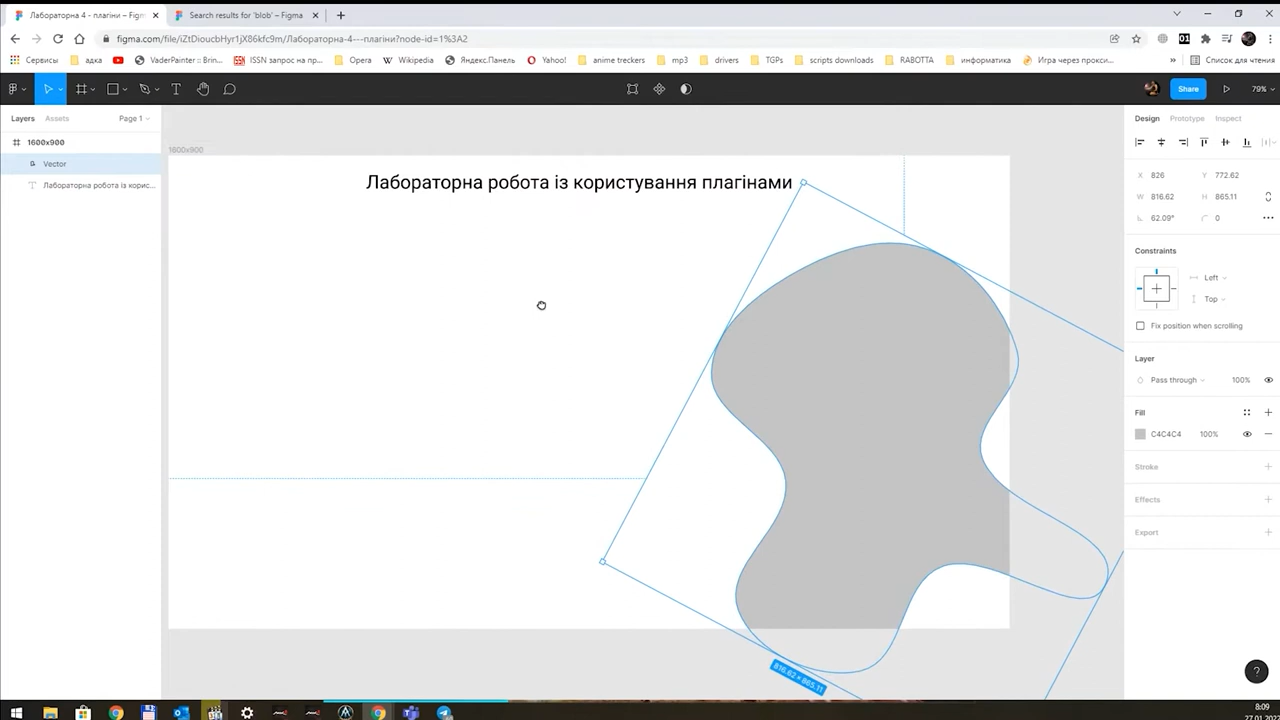 Лабораторна 4 - плагіни – Figm
Search results for 'blob' – Figma
figma.com/file/iZtDioucbHyr1jX86kfc9m/Лабораторна-4---плагіни?node-id=1%3A2
Сервисы
адка
VaderPainter :: Brin...
ISSN запрос на пр...
Opera
Wikipedia
Яндекс.Панель
Yahoo!
anime treckers
mp3
drivers
TGPs
scripts downloads
RABOTTA
информатика
Игра через прокси...
»
Список для чтения
Share
79%
Layers
Assets
Page 1
Design
Prototype
Inspect
1600x900
Vector
Лабораторна робота із корис...
1600x900
Лабораторна робота із користування плагінами
816.62 × 865.11
X 826
Y 772.62
W 816.62
H 865.11
62.09°
0
Constraints
Left
Top
Fix position when scrolling
Layer
Pass through
100%
Fill
C4C4C4
100%
Stroke
Effects
Export
?
8:09